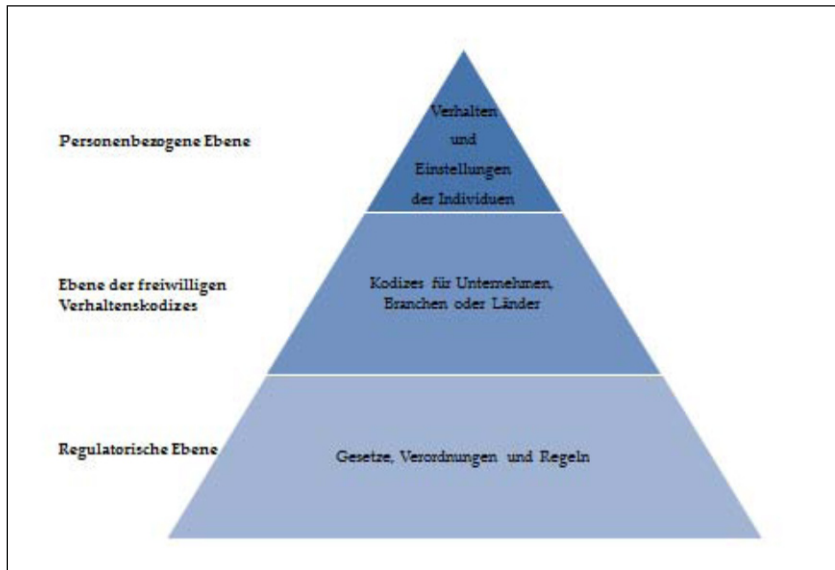 Personenbezogene Ebene
Verhalten
und
Einstellungen
der Individuen
Ebene der freiwilligen
Verhaltenskodizes
Kodizes für Unternehmen,
Branchen oder Länder
Regulatorische Ebene
Gesetze, Verordnungen und Regeln